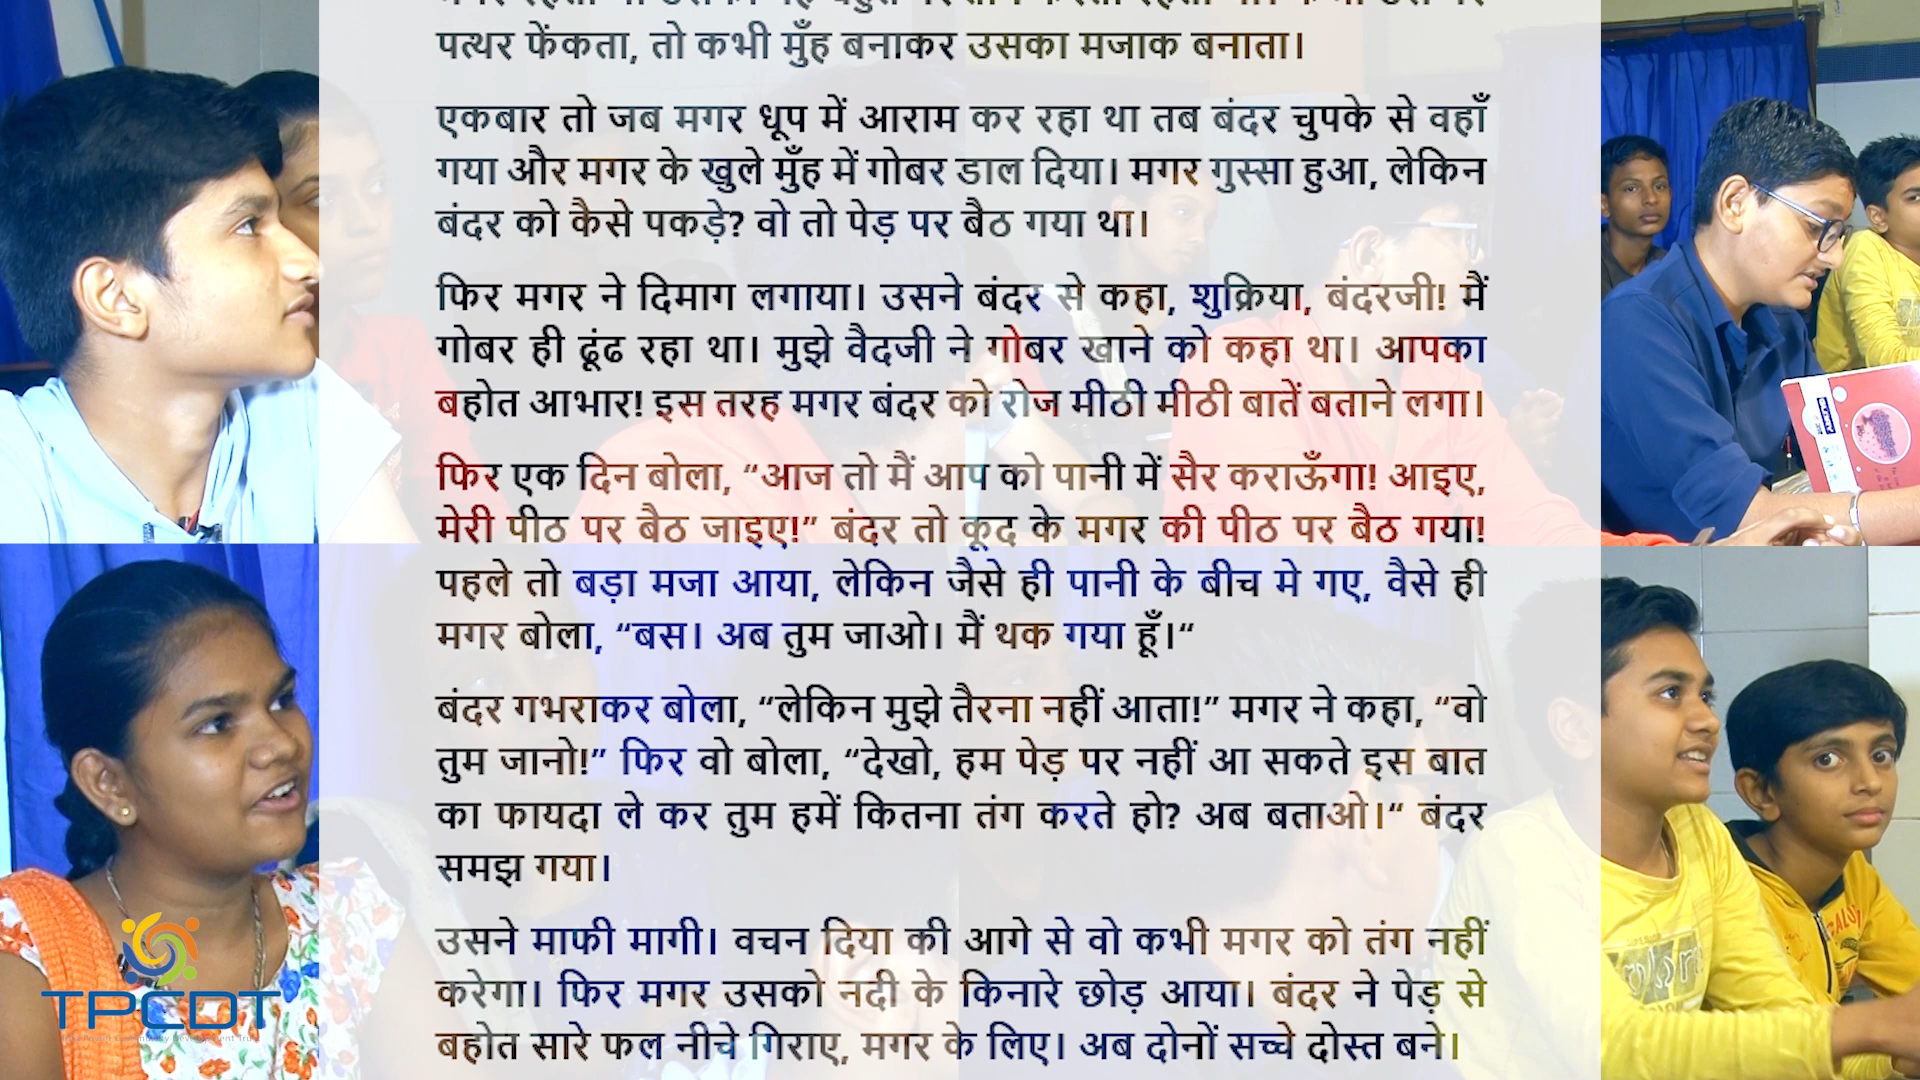 पत्थर फेंकता, तो कभी मुँह बनाकर उसका मजाक बनाता।
एकबार तो जब मगर धूप में आराम कर रहा था तब बंदर चुपके से वहाँ
गया और मगर के खुले मुँह में गोबर डाल दिया। मगर गुस्सा हुआ, लेकिन
बंदर को कैसे पकड़े? वो तो पेड़ पर बैठ गया था।
फिर मगर ने दिमाग लगाया। उसने बंदर से कहा, शुक्रिया, बंदरजी! मैं
गोबर ही ढूंढ रहा था। मुझे वैदजी ने गोबर खाने को कहा था। आपका
बहोत आभार! इस तरह मगर बंदर को रोज मीठी मीठी बातें बताने लगा।
फिर एक दिन बोला, “आज तो मैं आप को पानी में सैर कराऊँगा! आइए,
मेरी पीठ पर बैठ जाइए!” बंदर तो कूद के मगर की पीठ पर बैठ गया!
पहले तो बड़ा मजा आया, लेकिन जैसे ही पानी के बीच मे गए, वैसे ही
मगर बोला, “बस। अब तुम जाओ। मैं थक गया हूँ।“
बंदर गभराकर बोला, “लेकिन मुझे तैरना नहीं आता!” मगर ने कहा, “वो
तुम जानो!” फिर वो बोला, “देखो, हम पेड़ पर नहीं आ सकते इस बात
का फायदा ले कर तुम हमें कितना तंग करते हो? अब बताओ।“ बंदर
समझ गया।
उसने माफी मागी। वचन दिया की आगे से वो कभी मगर को तंग नहीं
करेगा। फिर मगर उसको नदी के किनारे छोड़ आया। बंदर ने पेड़ से
बहोत सारे फल नीचे गिराए, मगर के लिए। अब दोनों सच्चे दोस्त बने।
TPCDT